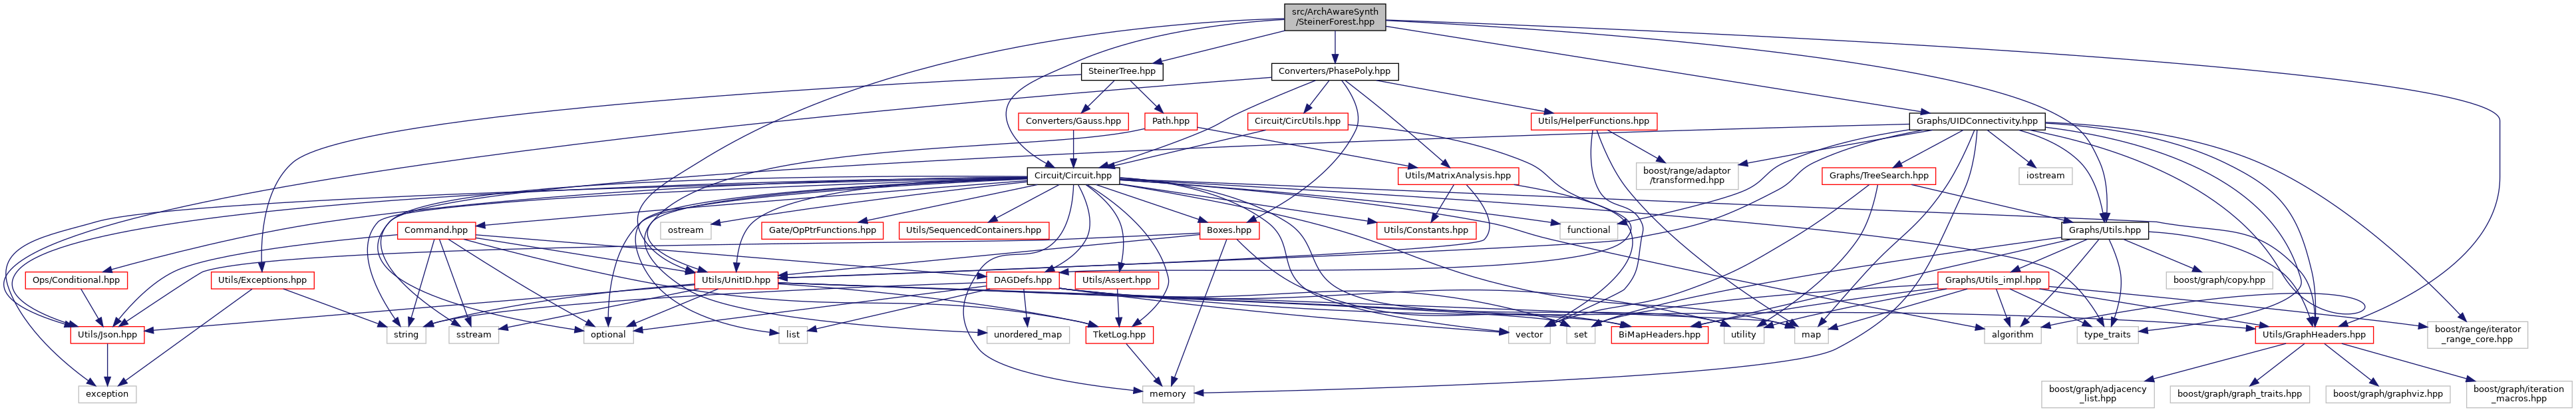 src/ArchAwareSynth
/SteinerForest.hpp
SteinerTree.hpp
Converters/PhasePoly.hpp
Converters/Gauss.hpp
Path.hpp
Circuit/CircUtils.hpp
Utils/HelperFunctions.hpp
Graphs/UIDConnectivity.hpp
Circuit/Circuit.hpp
Utils/MatrixAnalysis.hpp
boost/range/adaptor
/transformed.hpp
Graphs/TreeSearch.hpp
iostream
Command.hpp
ostream
Gate/OpPtrFunctions.hpp
Utils/SequencedContainers.hpp
Boxes.hpp
Utils/Constants.hpp
functional
Graphs/Utils.hpp
Ops/Conditional.hpp
Utils/Exceptions.hpp
Utils/UnitID.hpp
DAGDefs.hpp
Utils/Assert.hpp
Graphs/Utils_impl.hpp
boost/graph/copy.hpp
Utils/Json.hpp
string
sstream
optional
list
unordered_map
TketLog.hpp
vector
set
BiMapHeaders.hpp
utility
map
algorithm
type_traits
Utils/GraphHeaders.hpp
boost/range/iterator
_range_core.hpp
exception
memory
boost/graph/adjacency
_list.hpp
boost/graph/graph_traits.hpp
boost/graph/graphviz.hpp
boost/graph/iteration
_macros.hpp